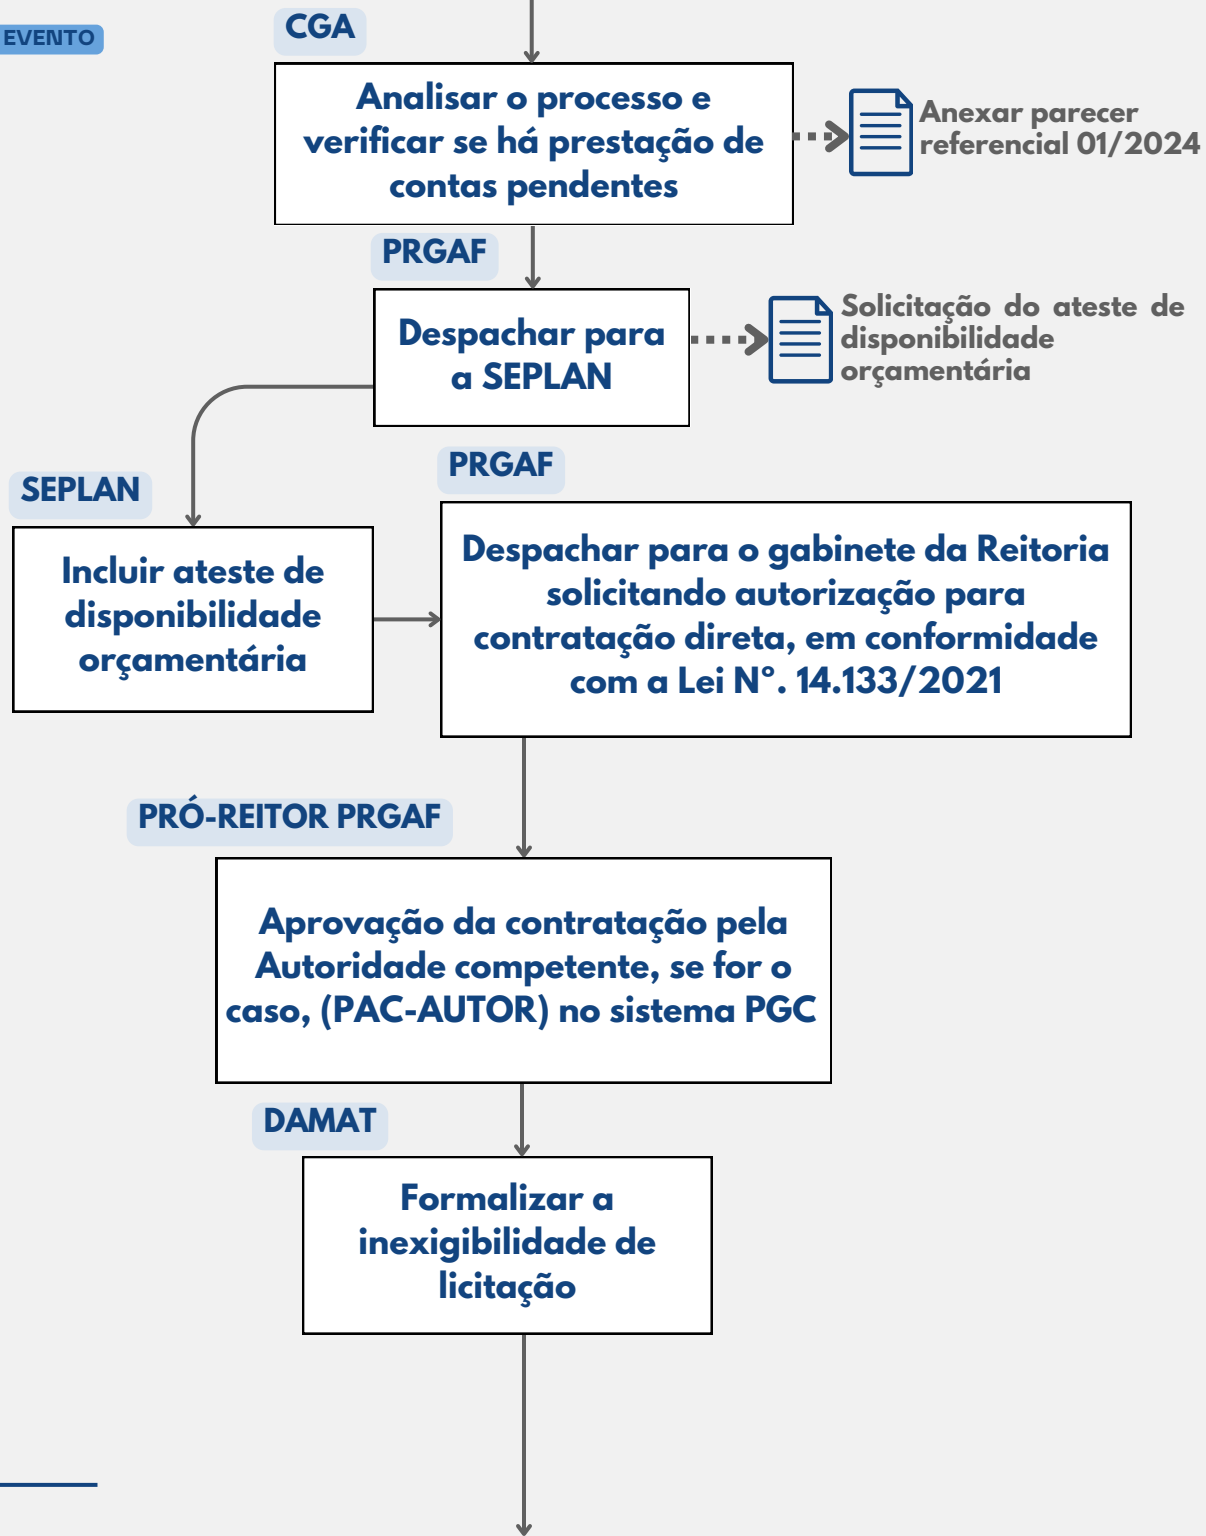 EVENTO
CGA
Analisar o processo e
verificar se há prestação de
contas pendentes
Anexar parecer
referencial 01/2024
PRGAF
Despachar para
a SEPLAN
Solicitação do ateste de
disponibilidade
orçamentária
SEPLAN
Incluir ateste de
disponibilidade
orçamentária
PRGAF
Despachar para o gabinete da Reitoria
solicitando autorização para
contratação direta, em conformidade
com a Lei Nº. 14.133/2021
PRÓ-REITOR PRGAF
Aprovação da contratação pela
Autoridade competente, se for o
caso, (PAC-AUTOR) no sistema PGC
DAMAT
Formalizar a
inexigibilidade de
licitação